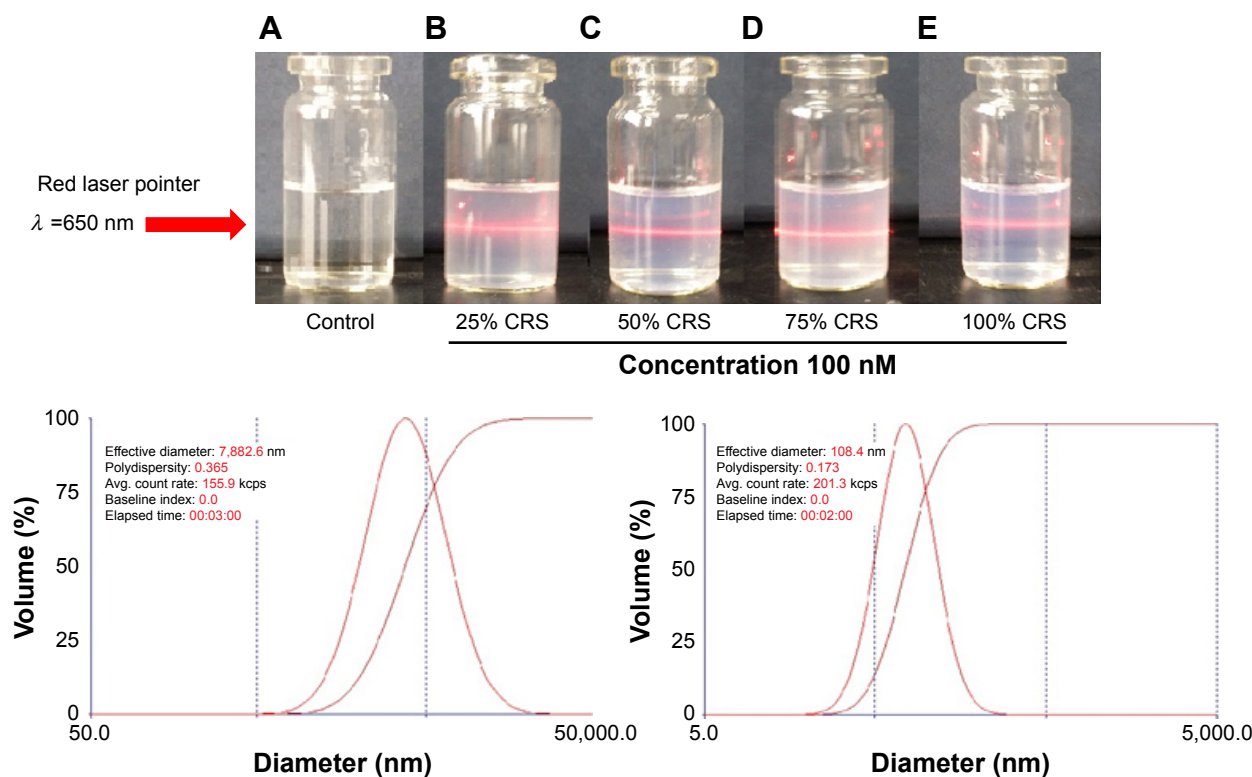 A B C D E
Red laser pointer
λ =650 nm
Control 25% CRS 50% CRS 75% CRS 100% CRS
Concentration 100 nM
100
75
50
25
0
Volume (%)
Effective diameter: 7,882.6 nm
Polydispersity: 0.365
Avg. count rate: 155.9 kcps
Baseline index: 0.0
Elapsed time: 00:03:00
50.0 50,000.0
Diameter (nm)
100
75
50
25
0
Volume (%)
Effective diameter: 108.4 nm
Polydispersity: 0.173
Avg. count rate: 201.3 kcps
Baseline index: 0.0
Elapsed time: 00:02:00
5.0 5,000.0
Diameter (nm)